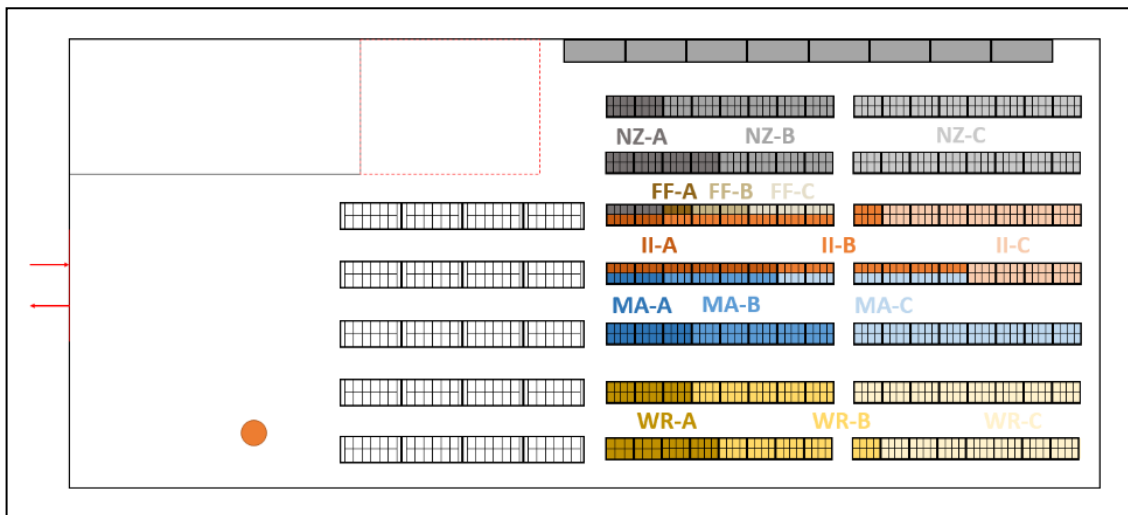 NZ-A NZ-B NZ-C
FF-A FF-B FF-C
II-A II-B II-C
MA-A MA-B MA-C
WR-A WR-B WR-C